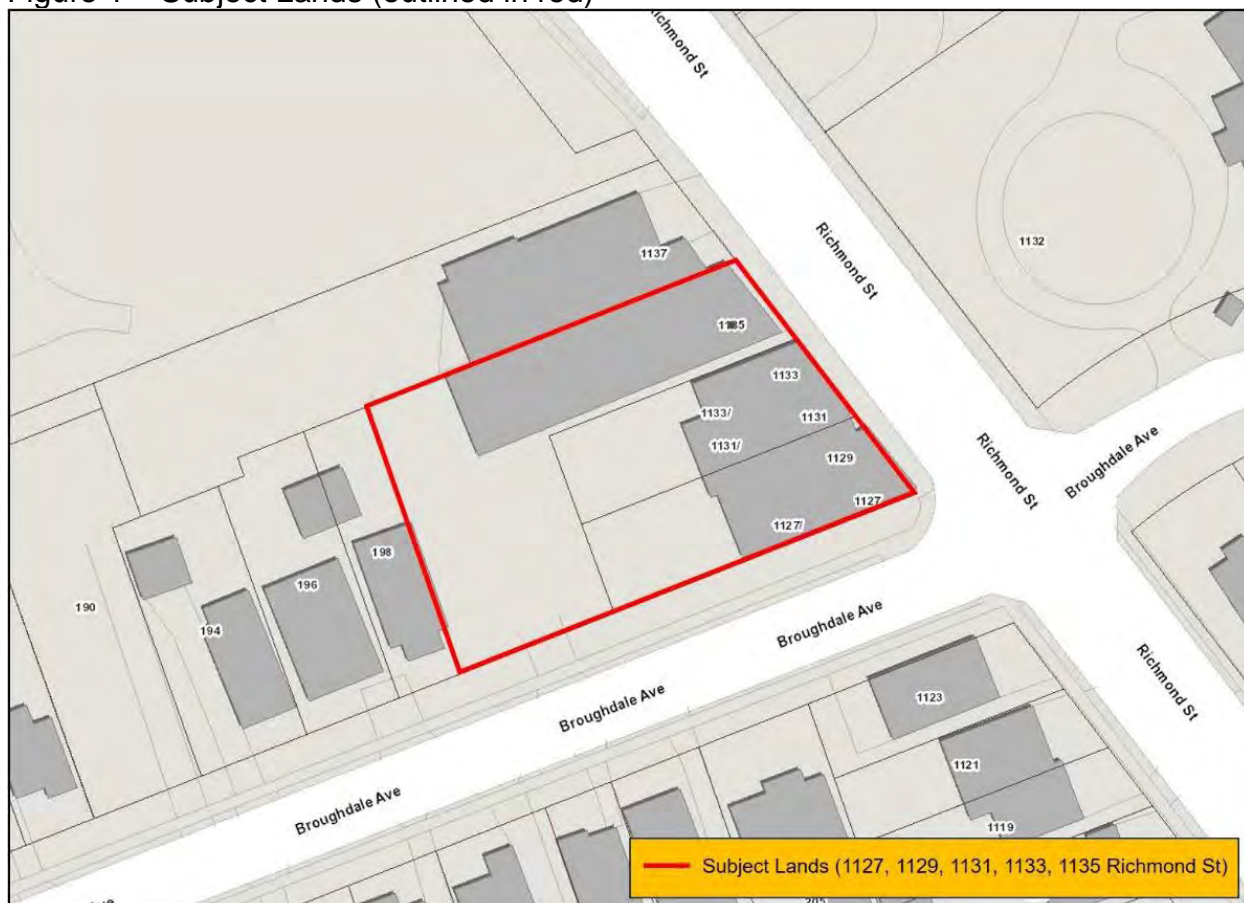 Figure 1 – Subject Lands (outlined in red)
Richmond St
Richmond St
1132
1137
1133
1133/
1131
1131/
1129
1127
1127/
Richmond St
Broughdale Ave
198
196
194
190
Broughdale Ave
Broughdale Ave
Richmond St
1123
1121
1119
Broughdale Ave
Subject Lands (1127, 1129, 1131, 1133, 1135 Richmond St)